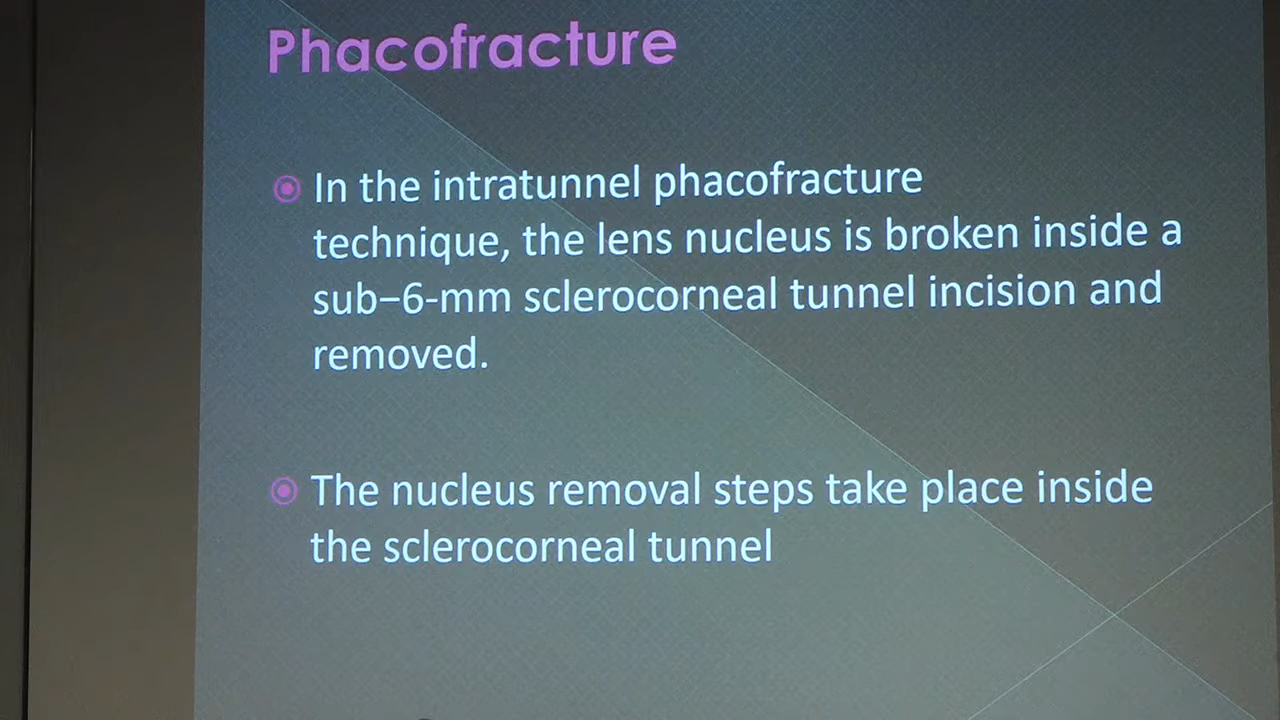 Phacofracture
In the intratunnel phacofracture
technique, the lens nucleus is broken inside a
sub–6-mm sclerocorneal tunnel incision and
removed.
The nucleus removal steps take place inside
the sclerocorneal tunnel